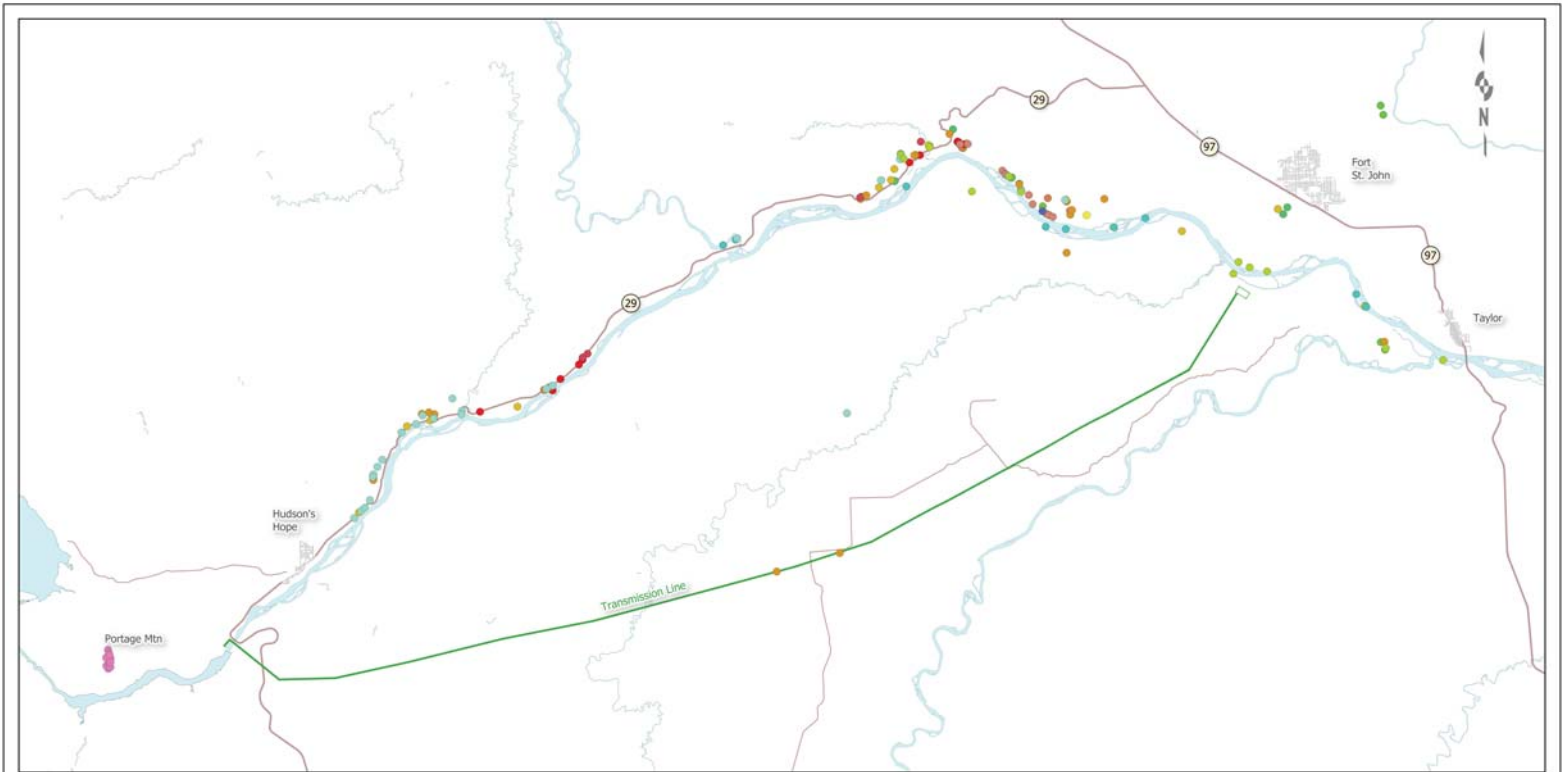 29
N
97
Fort
St. John
97
29
Taylor
Hudson's
Hope
Transmission Line
Portage Mtn